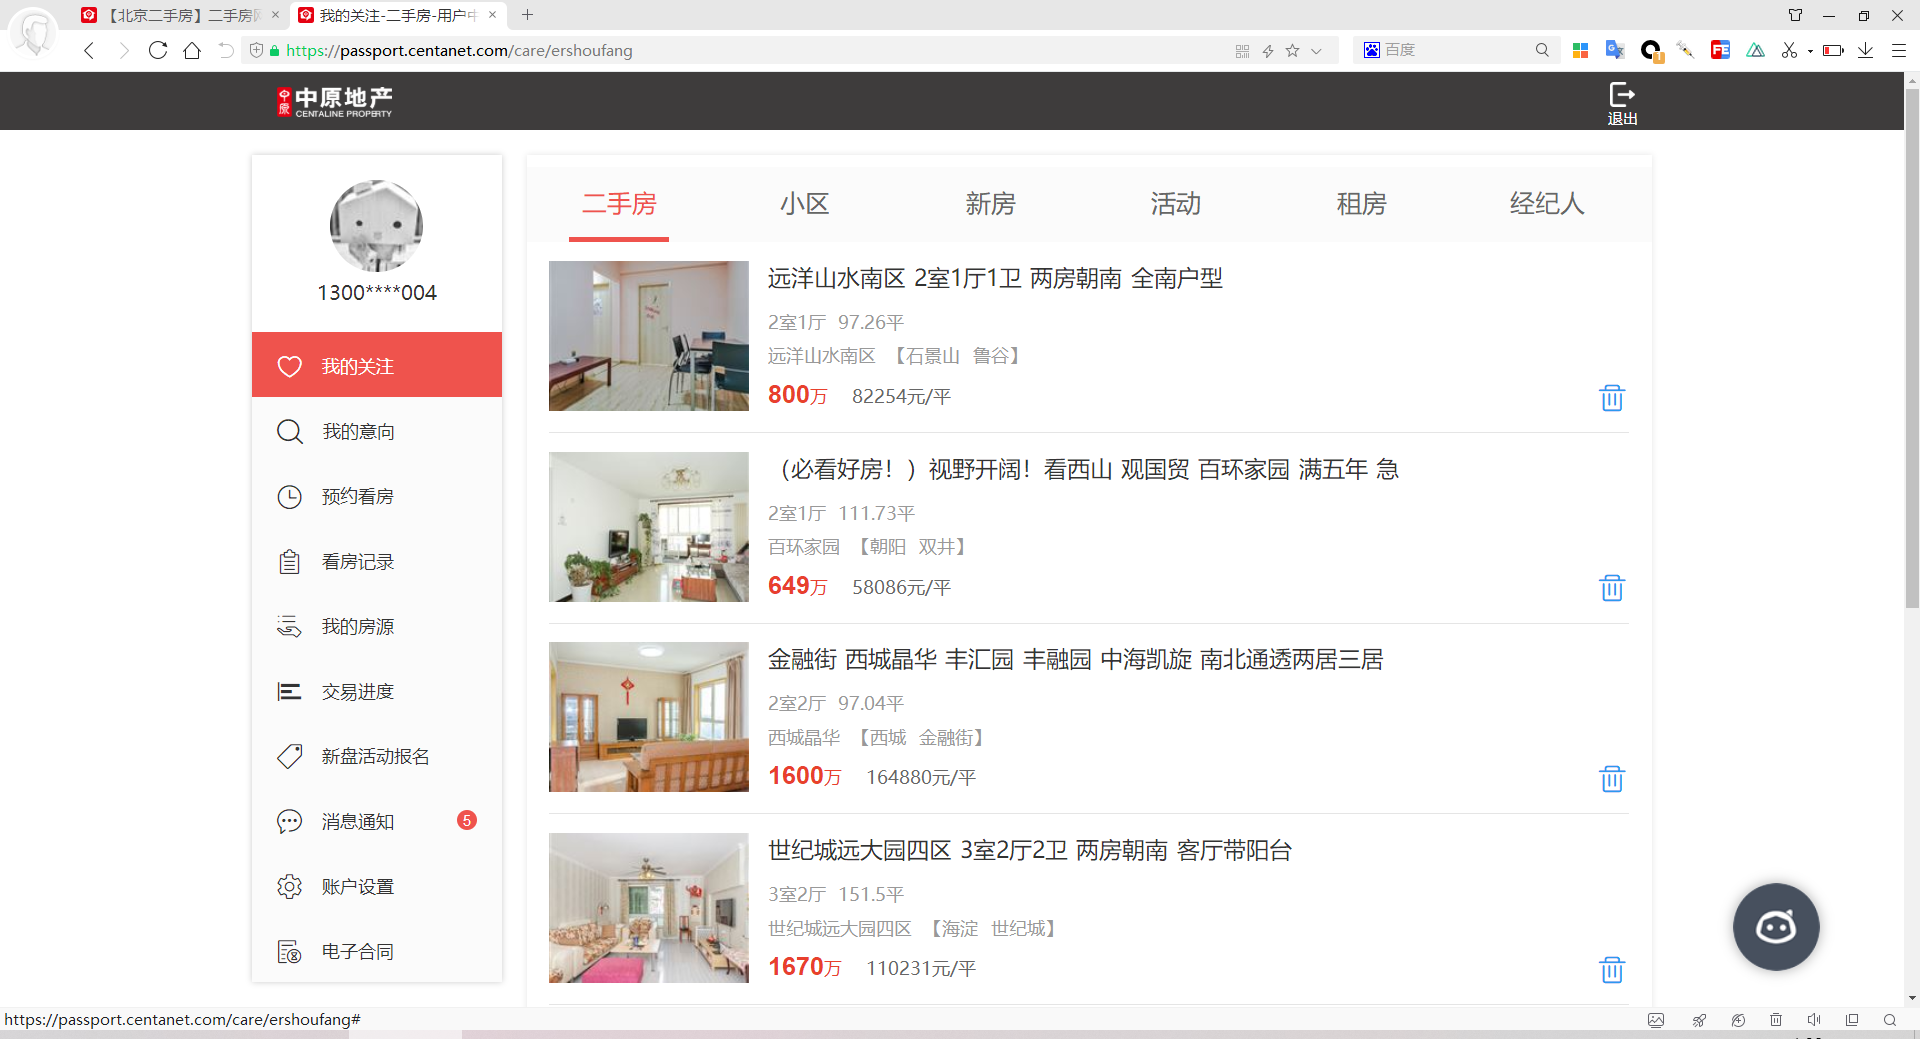 【北京二手房】二手房
我的关注-二手房-用户中
https://passport.centanet.com/care/ershoufang
百度
中原
中原地产
CENTALINE PROPERTY
退出
1300****004
我的关注
我的意向
预约看房
看房记录
我的房源
交易进度
新盘活动报名
消息通知 5
账户设置
电子合同
二手房 小区 新房 活动 租房 经纪人
远洋山水南区 2室1厅1卫 两房朝南 全南户型
2室1厅 97.26平
远洋山水南区 【石景山 鲁谷】
800万 82254元/平
（必看好房！）视野开阔！看西山 观国贸 百环家园 满五年 急
2室1厅 111.73平
百环家园 【朝阳 双井】
649万 58086元/平
金融街 西城晶华 丰汇园 丰融园 中海凯旋 南北通透两居三居
2室2厅 97.04平
西城晶华 【西城 金融街】
1600万 164880元/平
世纪城远大园四区 3室2厅2卫 两房朝南 客厅带阳台
3室2厅 151.5平
世纪城远大园四区 【海淀 世纪城】
1670万 110231元/平
https://passport.centanet.com/care/ershoufang#